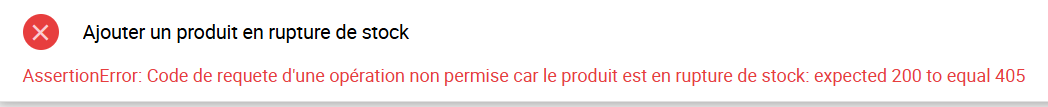 Ajouter un produit en rupture de stock
AssertionError: Code de requete d'une opération non permise car le produit est en rupture de stock: expected 200 to equal 405